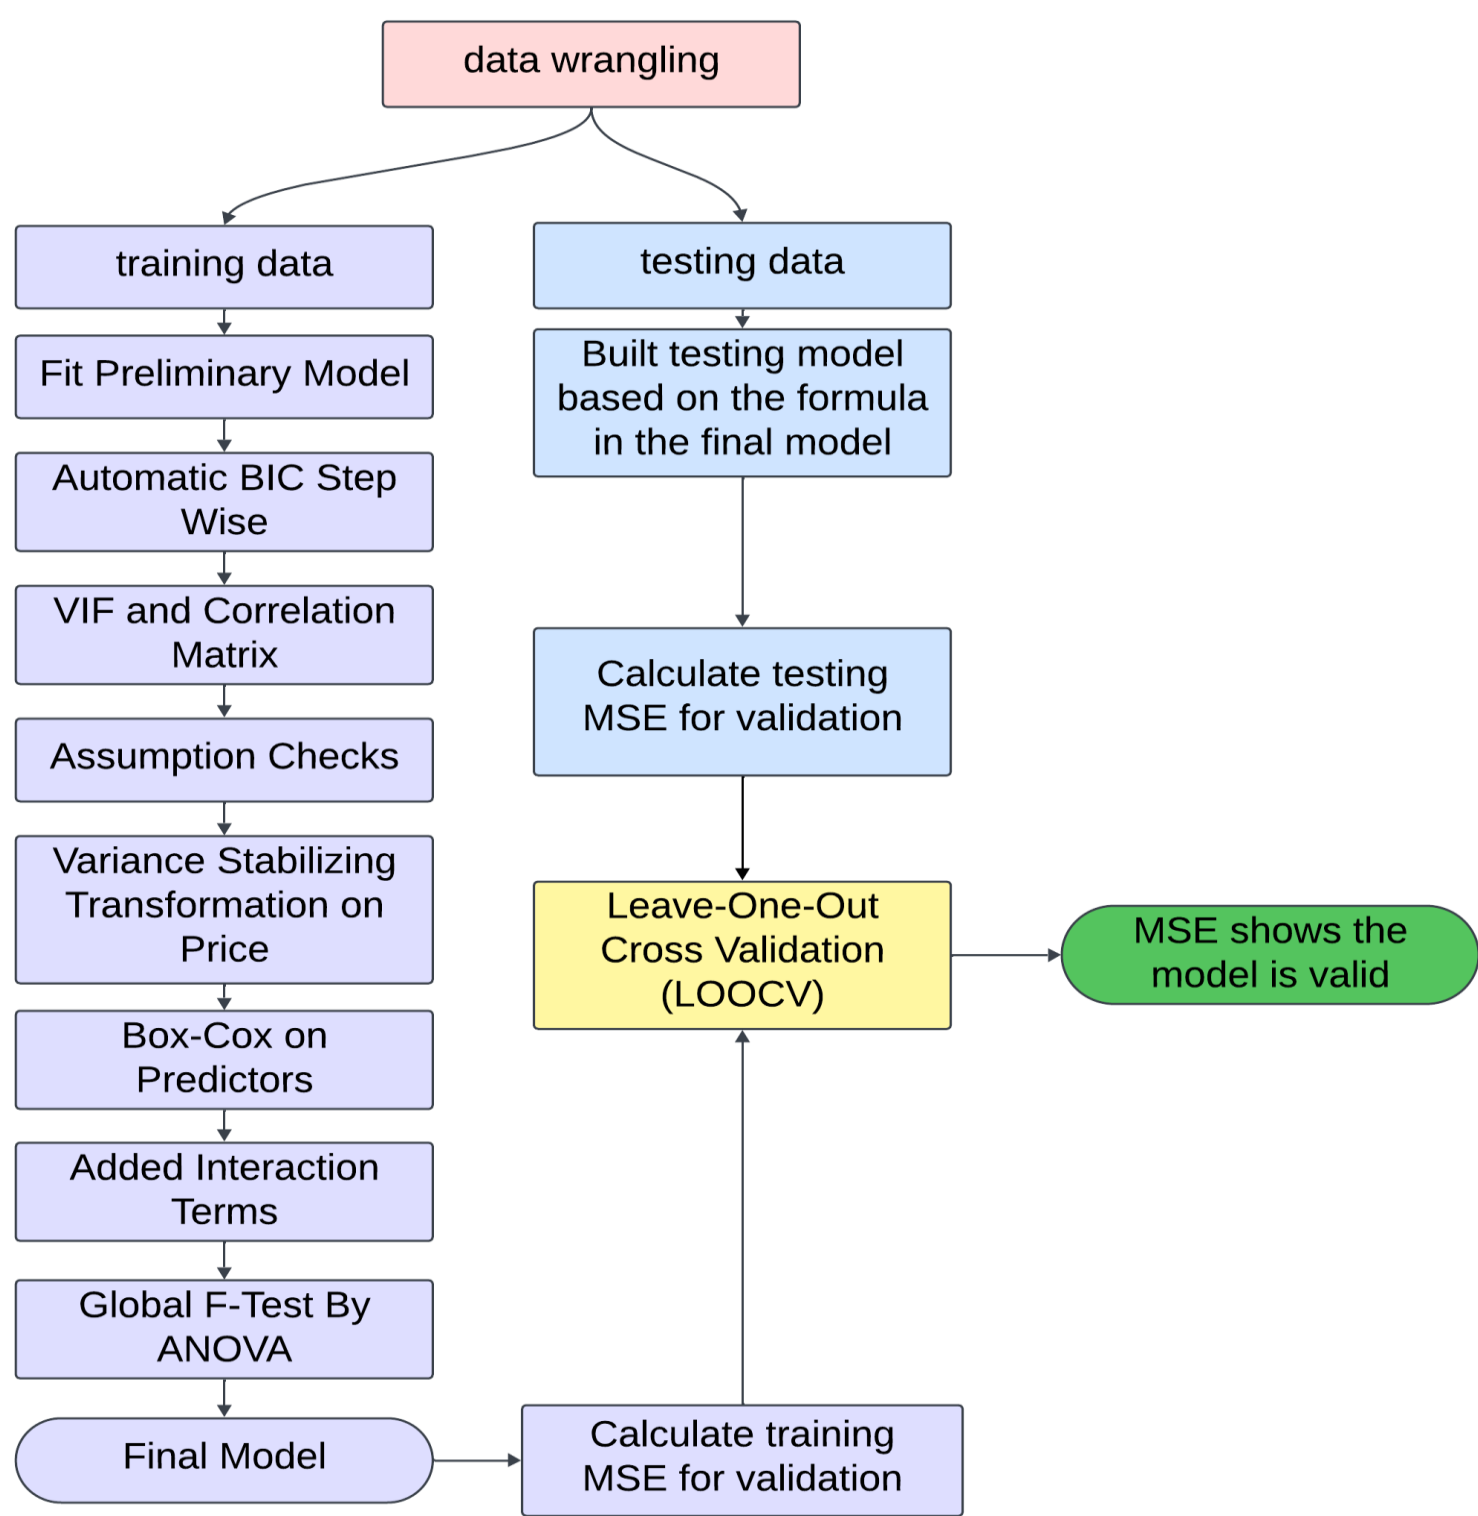 data wrangling
training data
Fit Preliminary Model
Automatic BIC Step
Wise
VIF and Correlation
Matrix
Assumption Checks
Variance Stabilizing
Transformation on
Price
Box-Cox on
Predictors
Added Interaction
Terms
Global F-Test By
ANOVA
Final Model
testing data
Built testing model
based on the formula
in the final model
Calculate testing
MSE for validation
Leave-One-Out
Cross Validation
(LOOCV)
Calculate training
MSE for validation
MSE shows the
model is valid